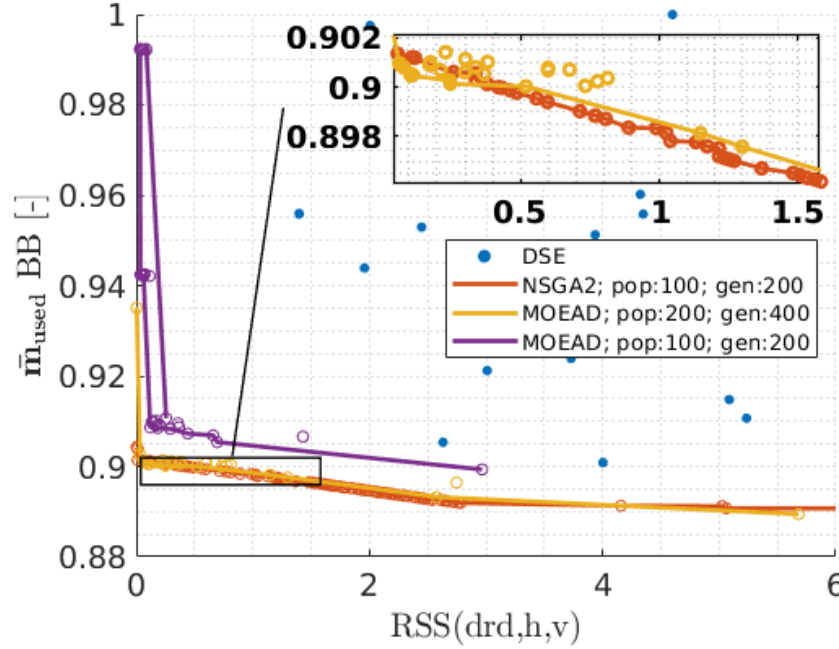 1
0.98
0.96
0.94
0.92
0.9
0.88
m̄used BB [-]
0
2
4
6
RSS(drd,h,v)
0.902
0.9
0.898
0.5
1
1.5
DSE
NSGA2; pop:100; gen:200
MOEAD; pop:200; gen:400
MOEAD; pop:100; gen:200